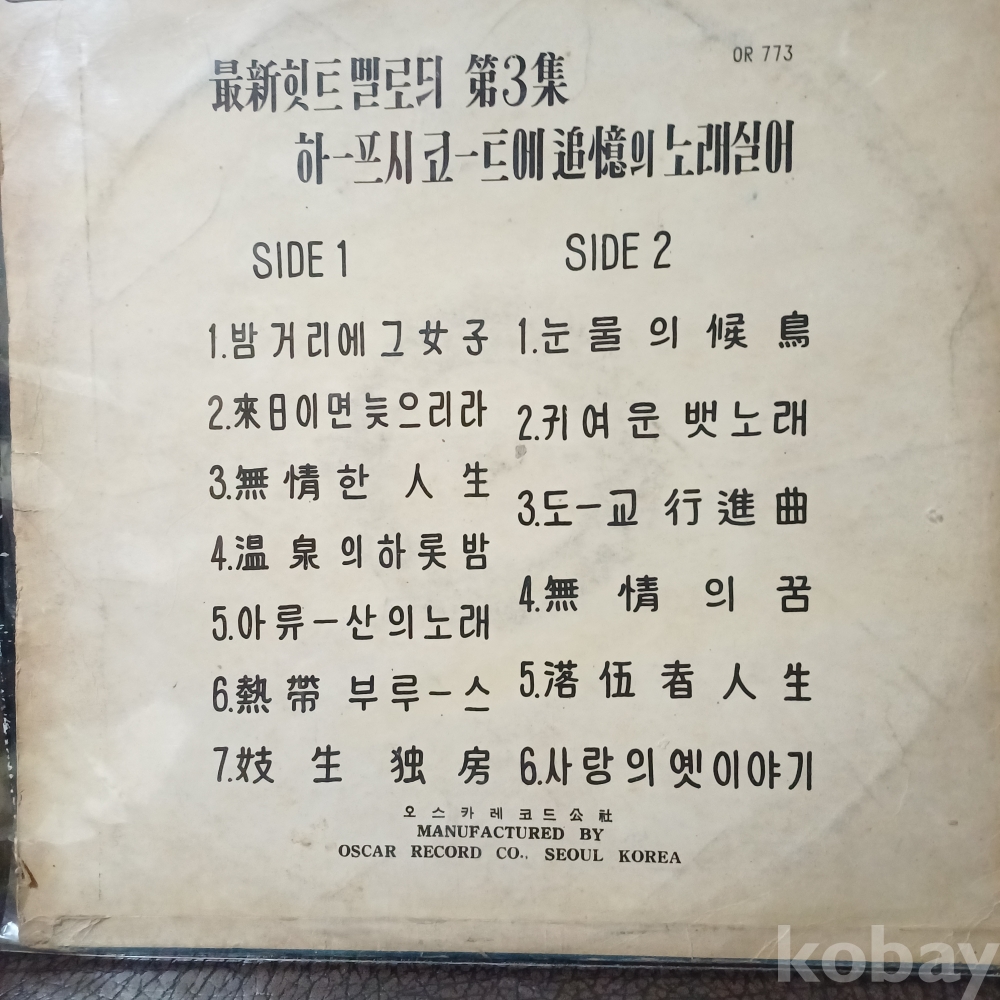 OR 773
最新힛트멜로듸 第3集
하ー프시코ー드에 追憶의 노래실어
SIDE 1
1.밤거리에그女子
2.來日이면늦으리라
3.無情한人生
4.温泉의하룻밤
5.아류ー산의노래
6.熱帶부루ー스
7.妓生独房
SIDE 2
1.눈물의候鳥
2.귀여운뱃노래
3.도ー교行進曲
4.無情의꿈
5.落伍者人生
6.사랑의옛이야기
오스카레코드公社
MANUFACTURED BY
OSCAR RECORD CO., SEOUL KOREA
kobay